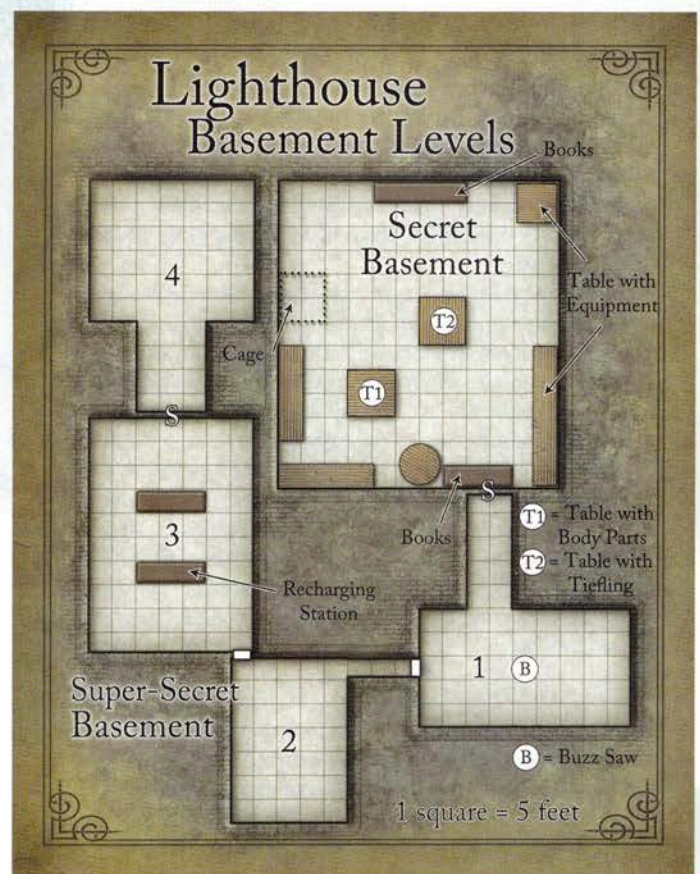 Lighthouse
Basement Levels
Books
Secret
Basement
4
Table with
Equipment
T2
Cage
T1
S
S
Books
T1 = Table with
Body Parts
T2 = Table with
Tiefling
3
Recharging
Station
1
B
Super-Secret
Basement
2
B = Buzz Saw
1 square = 5 feet